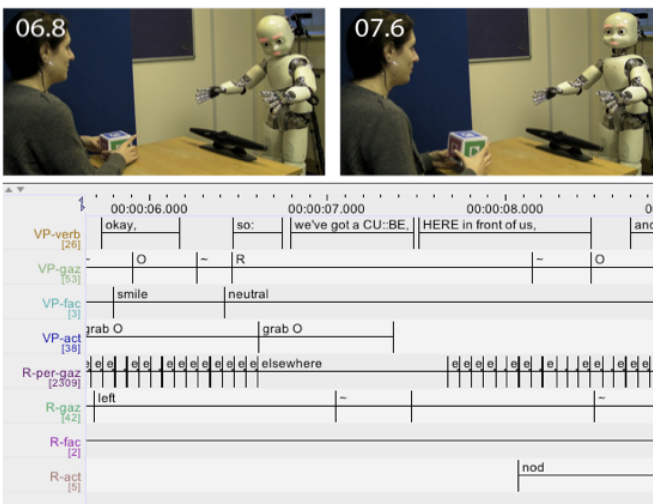 06.8
07.6
00:00:06.000 00:00:07.000 00:00:08.000 00
VP-verb okay, so: we've got a CU::BE, HERE in front of us, and
[26]
VP-gaz - O ~ R ~ O
[53]
VP-fac smile neutral
[3]
VP-act grab O grab O
[38]
R-per-gaz e e e e e e e e e e e e e e e elsewhere e e e e e e e e e e e e e e e
[2309]
R-gaz left ~ ~
[42]
R-fac
[2]
R-act nod
[5]